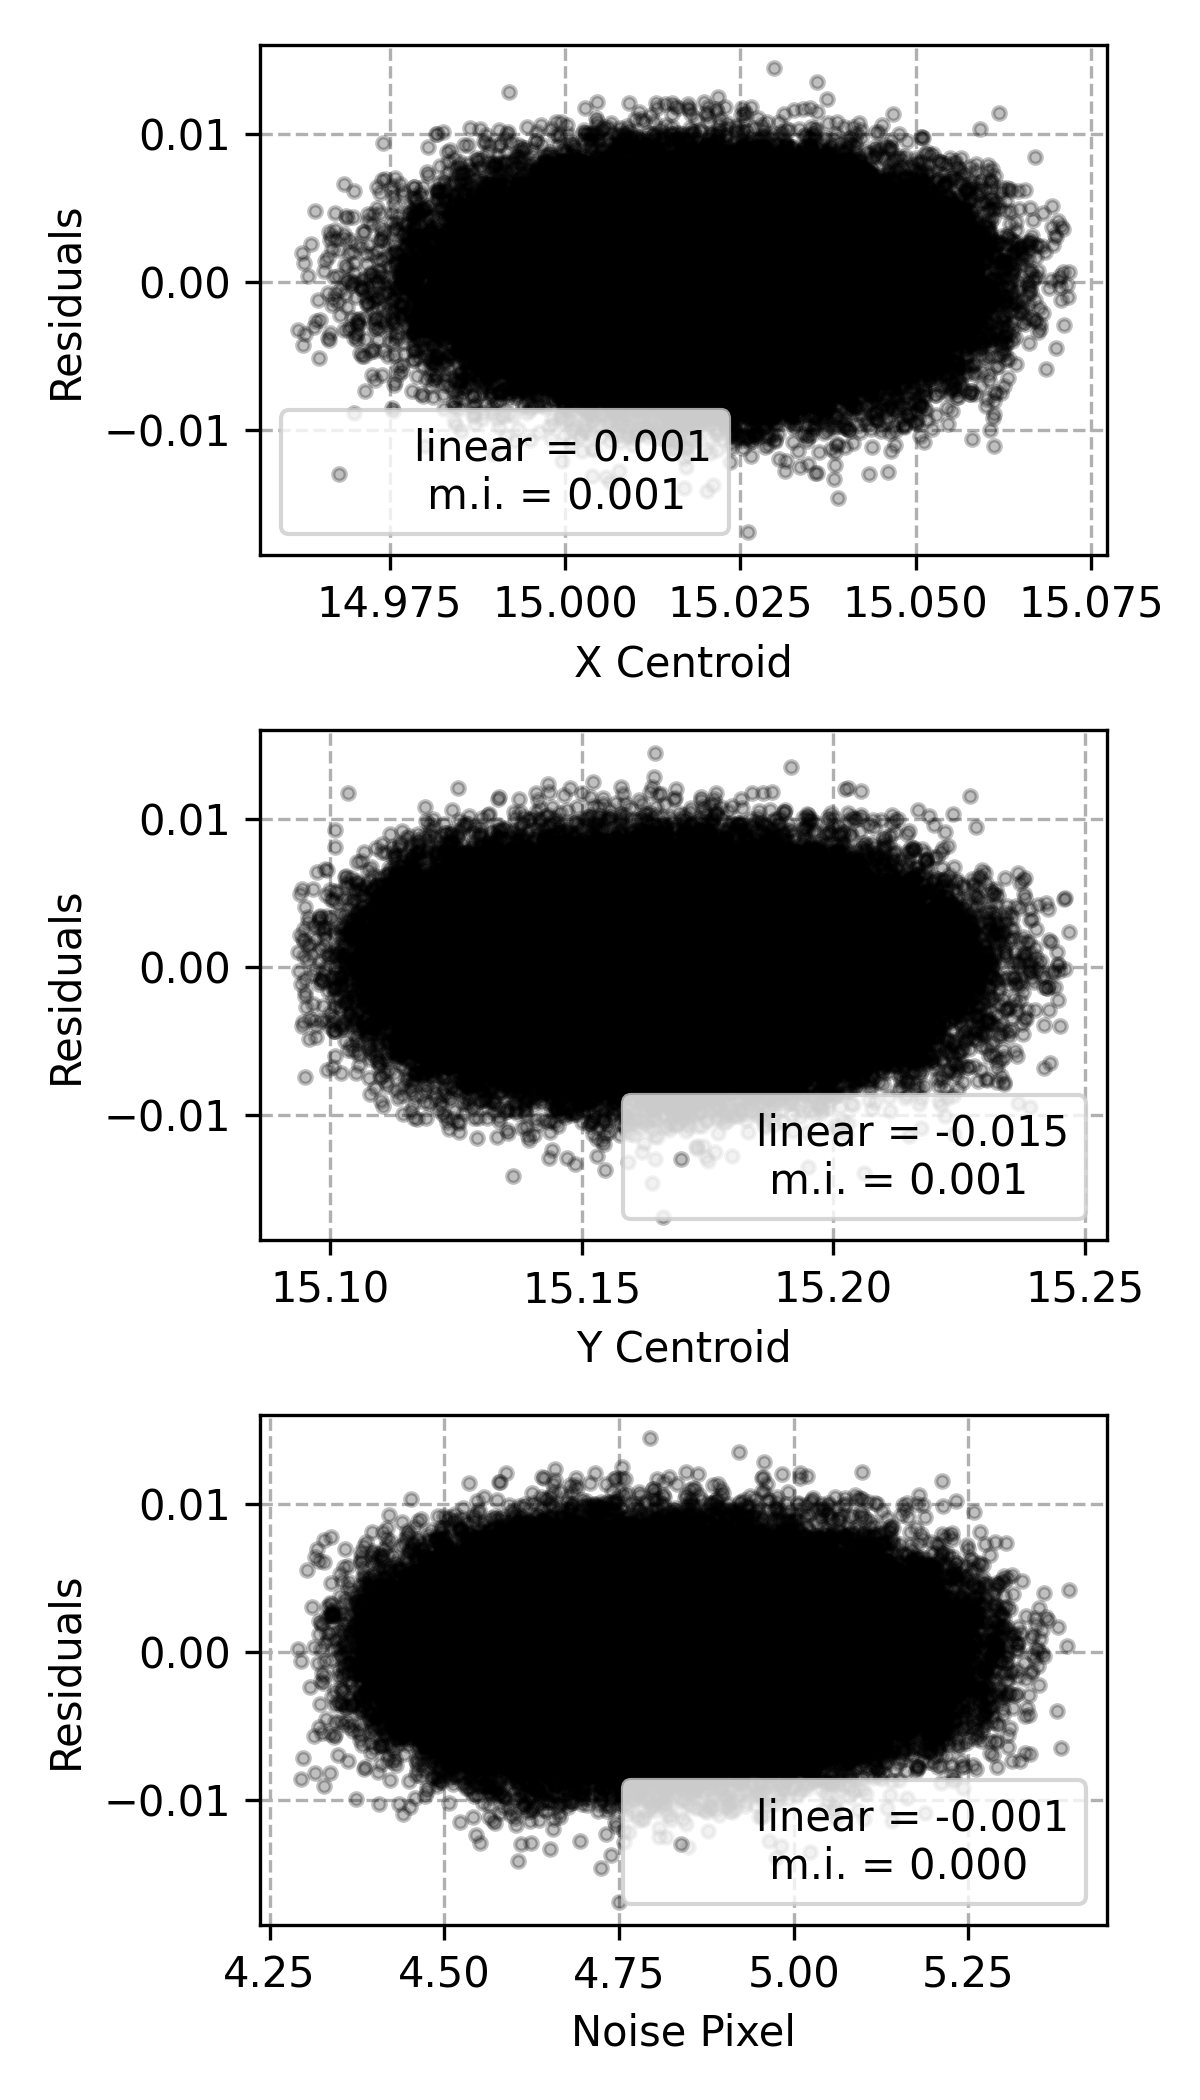 Residuals
0.01
0.00
−0.01
linear = 0.001
m.i. = 0.001
14.975 15.000 15.025 15.050 15.075
X Centroid
Residuals
0.01
0.00
−0.01
linear = -0.015
m.i. = 0.001
15.10 15.15 15.20 15.25
Y Centroid
Residuals
0.01
0.00
−0.01
linear = -0.001
m.i. = 0.000
4.25 4.50 4.75 5.00 5.25
Noise Pixel